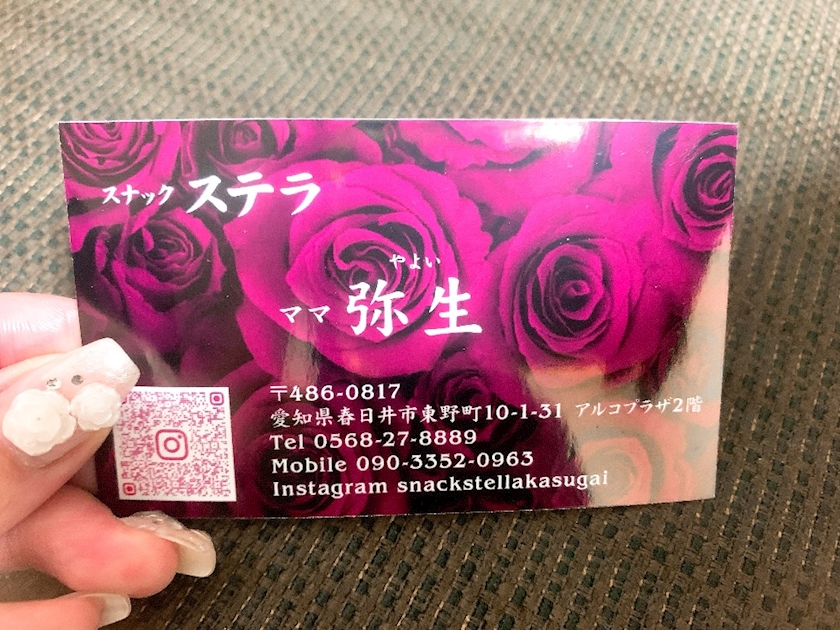 スナック ステラ
やよい
ママ 弥生
〒486-0817
愛知県春日井市東野町10-1-31 アルコプラザ2階
Tel 0568-27-8889
Mobile 090-3352-0963
Instagram snackstellakasugai